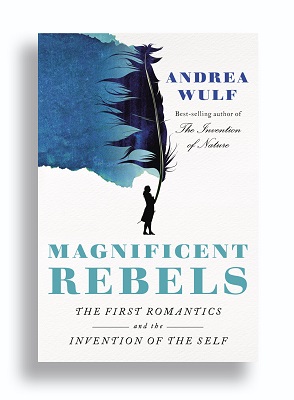 ANDREA
WULF
Best-selling author of
The Invention
of Nature
MAGNIFICENT
REBELS
THE FIRST ROMANTICS
and the
INVENTION OF THE SELF